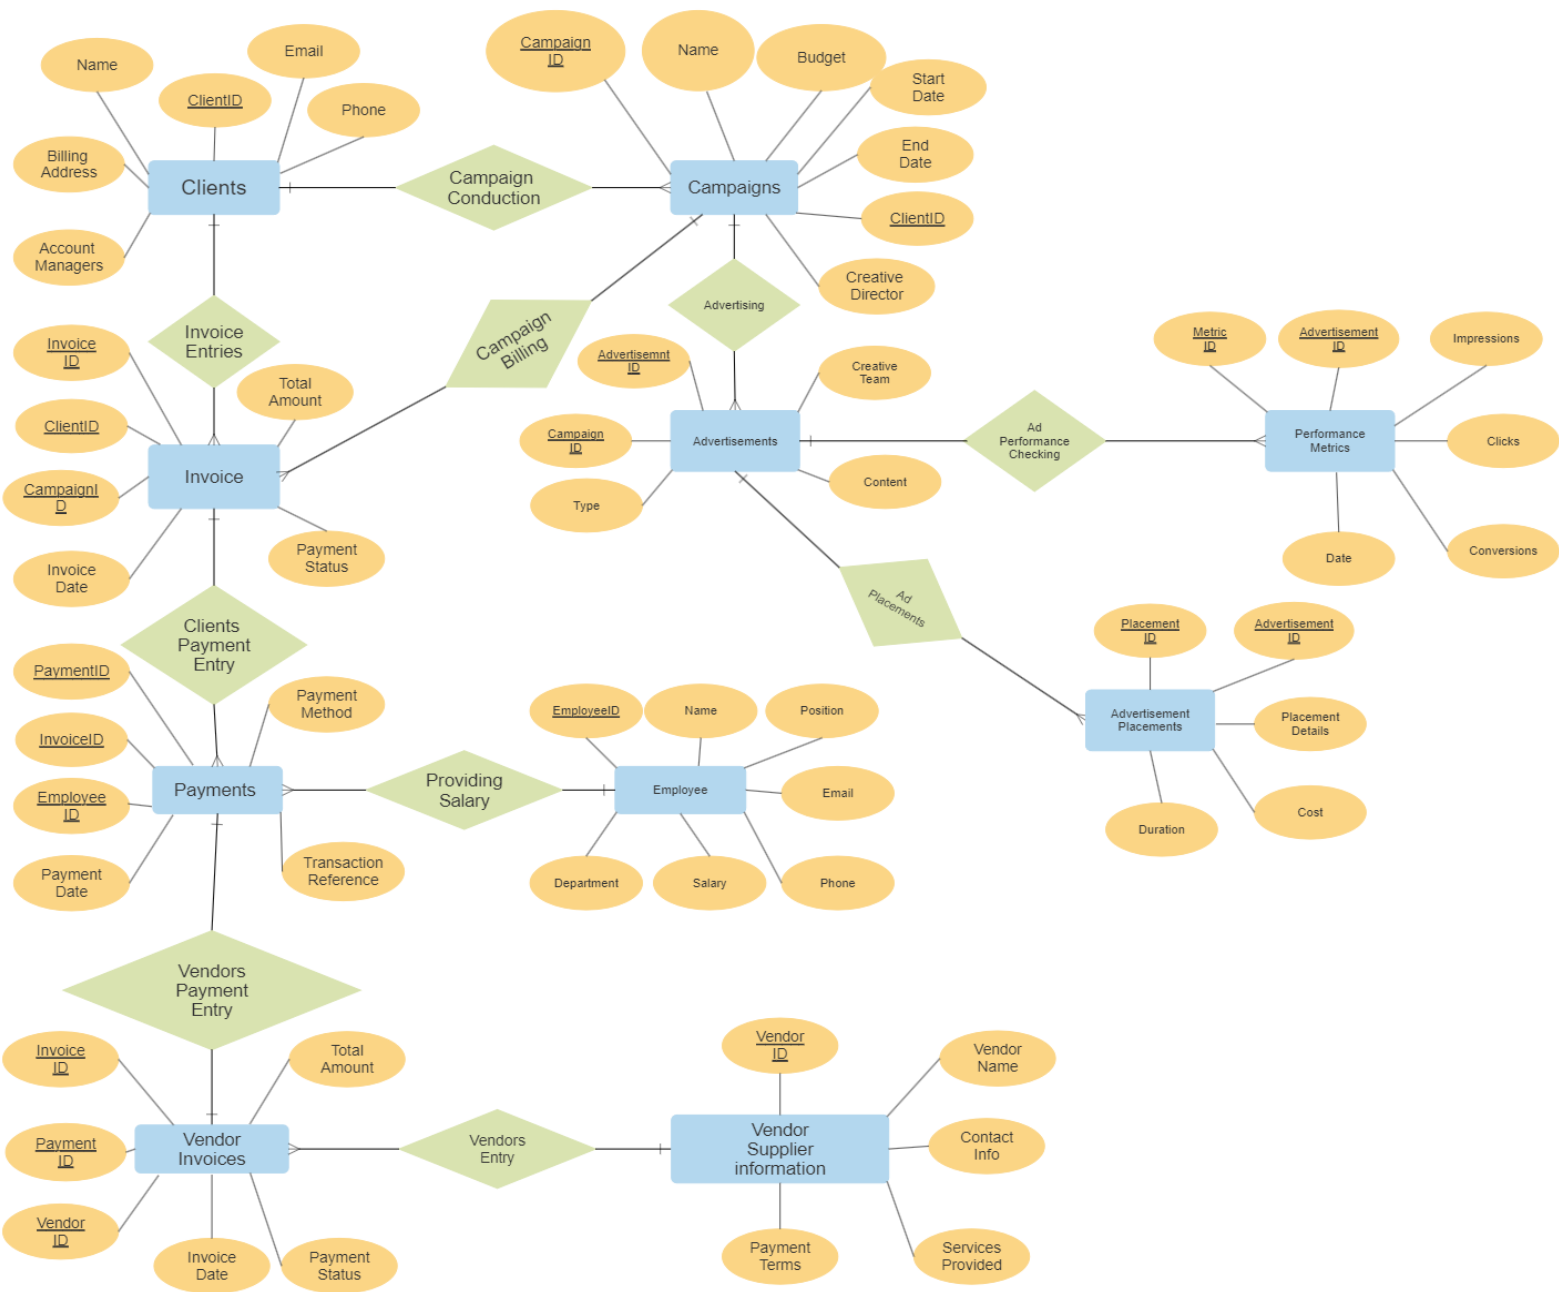 Name
Email
ClientID
Phone
Billing
Address
Clients
Account
Managers
Campaign
Conduction
Campaign
ID
Name
Budget
Start
Date
End
Date
Campaigns
ClientID
Creative
Director
Invoice
Entries
Campaign
Billing
Advertising
Invoice
ID
Total
Amount
ClientID
Invoice
CampaignI
D
Invoice
Date
Payment
Status
Advertisemnt
ID
Creative
Team
Campaign
ID
Advertisements
Content
Type
Ad
Performance
Checking
Metric
ID
Advertisement
ID
Impressions
Performance
Metrics
Clicks
Date
Conversions
Ad
Placements
Placement
ID
Advertisement
ID
Advertisement
Placements
Placement
Details
Duration
Cost
Clients
Payment
Entry
PaymentID
Payment
Method
InvoiceID
Payments
Employee
ID
Payment
Date
Transaction
Reference
Providing
Salary
EmployeeID
Name
Position
Employee
Email
Department
Salary
Phone
Vendors
Payment
Entry
Invoice
ID
Total
Amount
Payment
ID
Vendor
Invoices
Vendor
ID
Invoice
Date
Payment
Status
Vendors
Entry
Vendor
ID
Vendor
Name
Vendor
Supplier
information
Contact
Info
Payment
Terms
Services
Provided